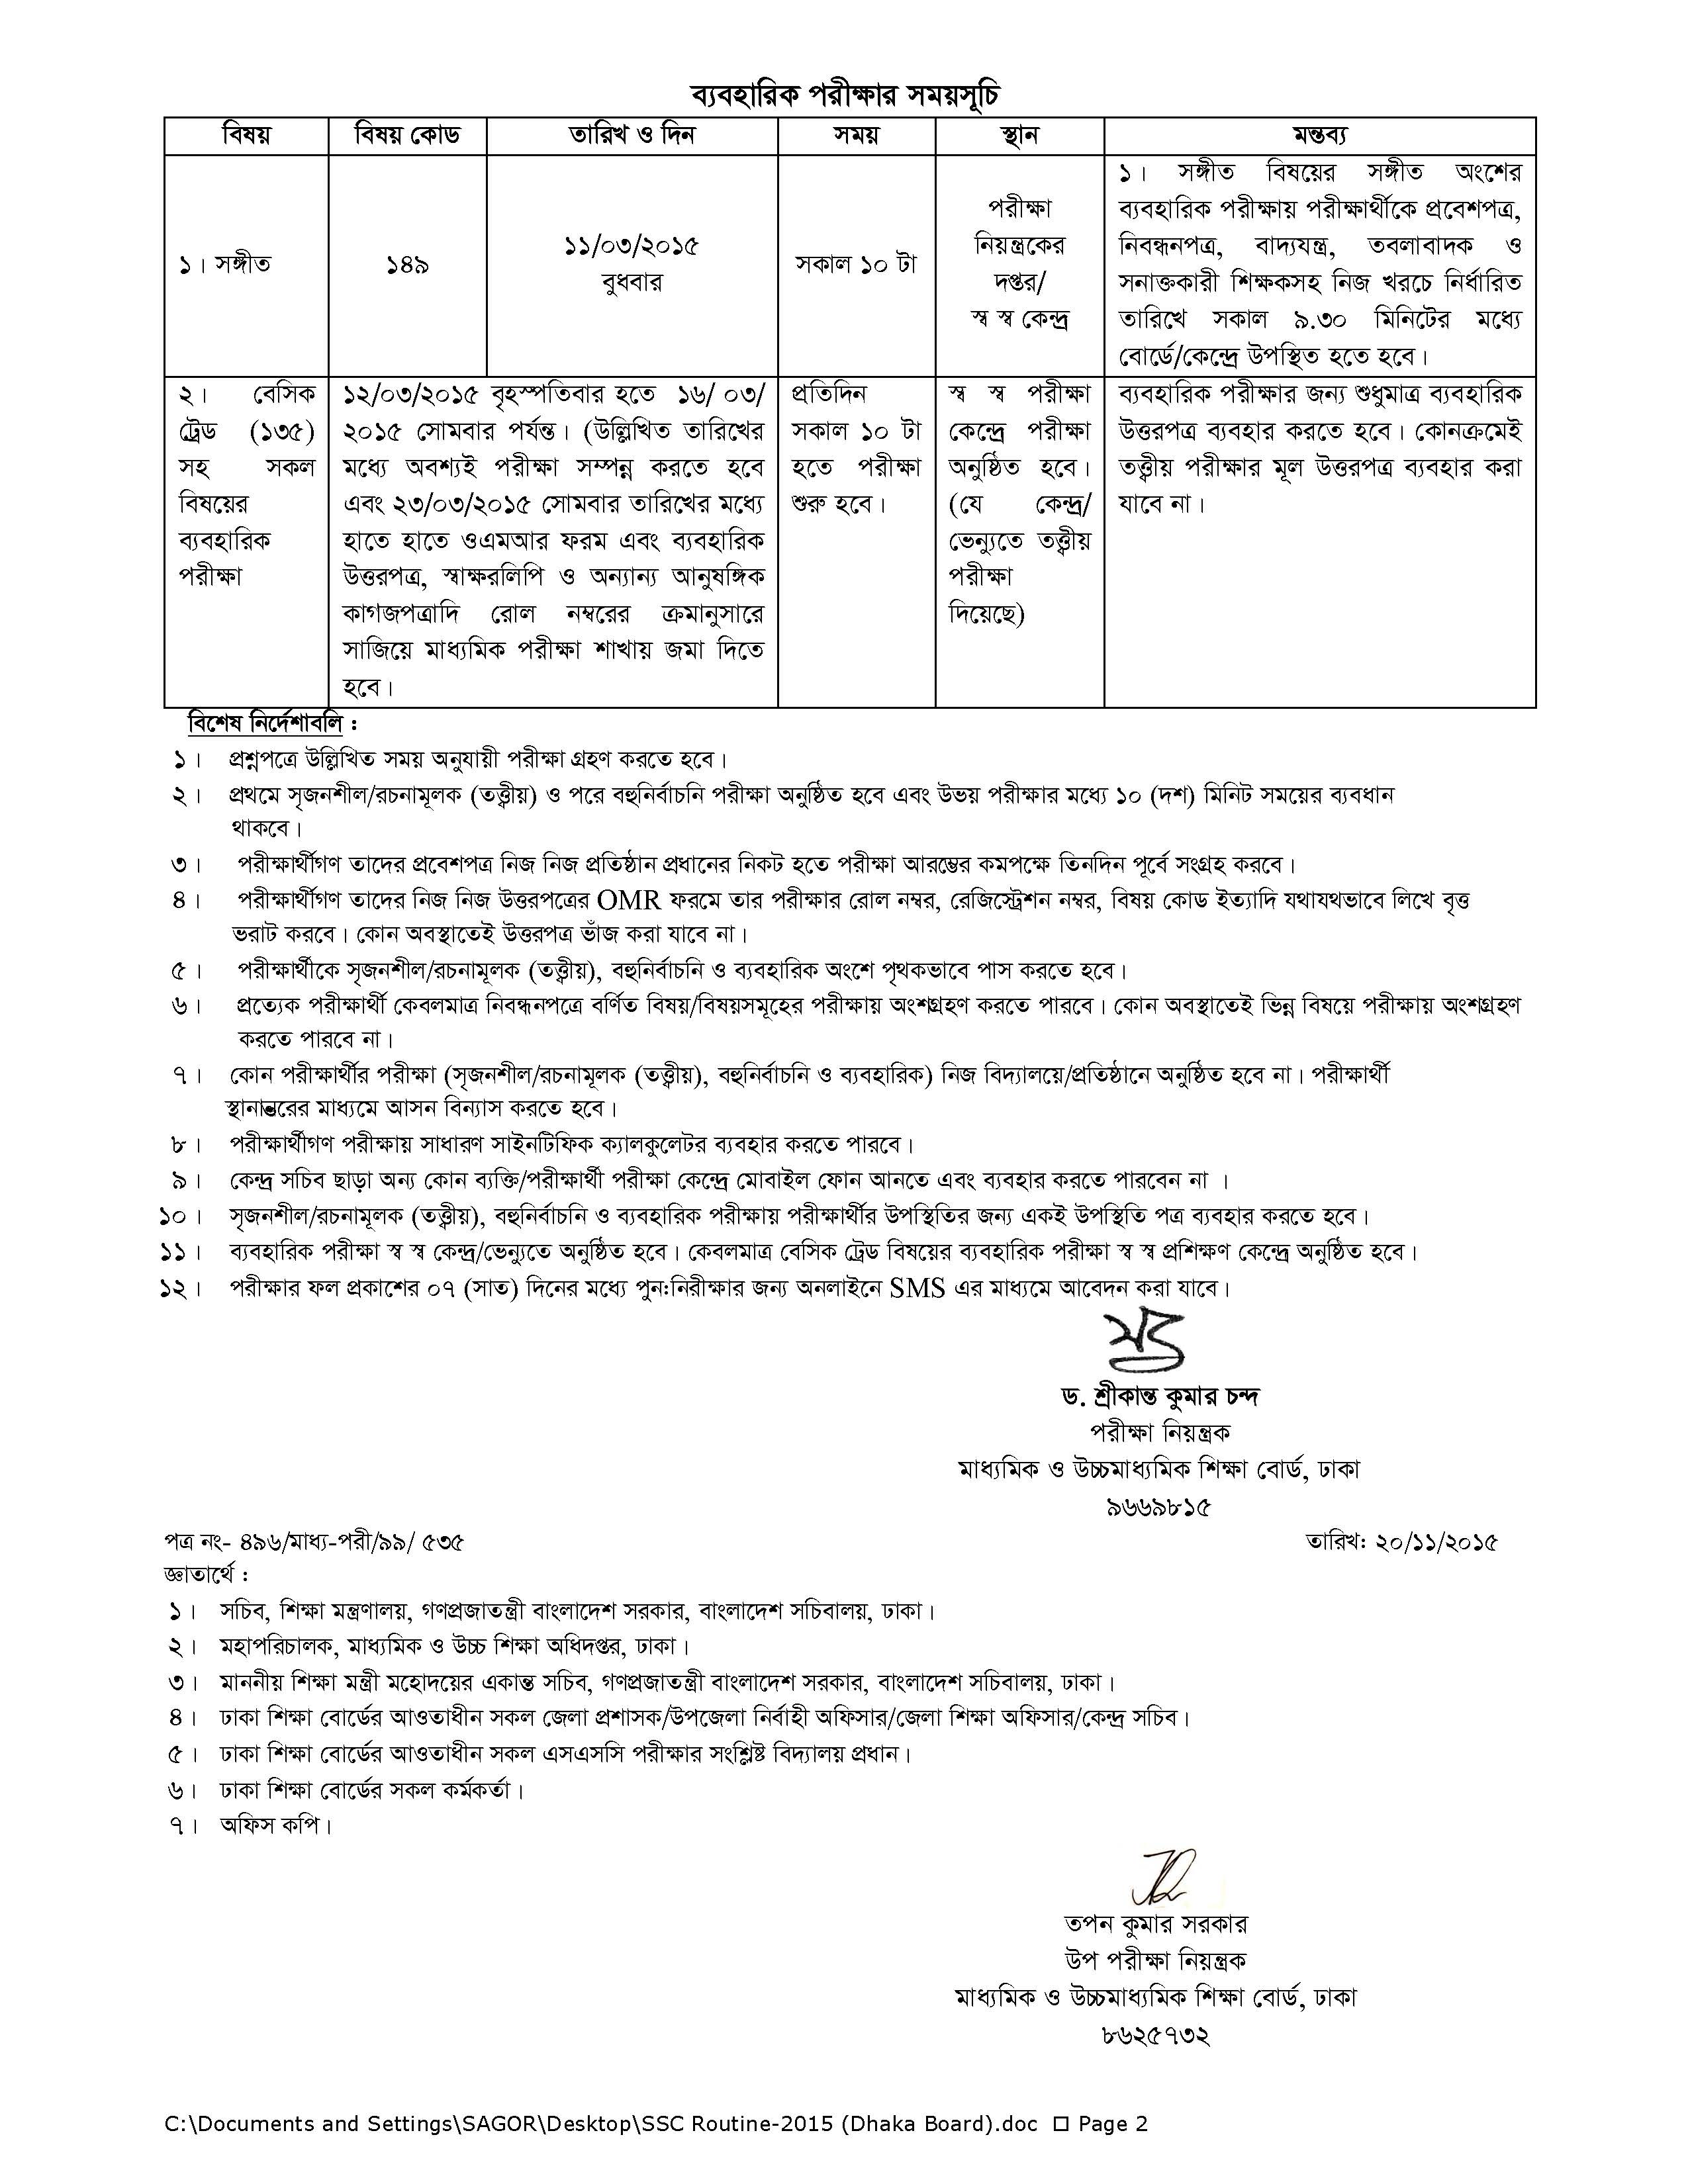 ব্যবহারিক পরীক্ষার সময়সূচি
বিষয় বিষয় কোড তারিখ ও দিন সময় স্থান মন্তব্য
১। সঙ্গীত
১৪৯
১১/০৩/২০১৫
বুধবার
সকাল ১০ টা
পরীক্ষা
নিয়ন্ত্রকের
দপ্তর/
স্ব স্ব কেন্দ্র
১। সঙ্গীত বিষয়ের সঙ্গীত অংশের
ব্যবহারিক পরীক্ষায় পরীক্ষার্থীকে প্রবেশপত্র,
নিবন্ধনপত্র, বাদ্যযন্ত্র, তবলাবাদক ও
সনাক্তকারী শিক্ষকসহ নিজ খরচে নির্ধারিত
তারিখে সকাল ৯.৩০ মিনিটের মধ্যে
বোর্ডে/কেন্দ্রে উপস্থিত হতে হবে।
২। বেসিক
ট্রেড (১৩৫)
সহ সকল
বিষয়ের
ব্যবহারিক
পরীক্ষা
১২/০৩/২০১৫ বৃহস্পতিবার হতে ১৬/ ০৩/
২০১৫ সোমবার পর্যন্ত। (উল্লিখিত তারিখের
মধ্যে অবশ্যই পরীক্ষা সম্পন্ন করতে হবে
এবং ২৩/০৩/২০১৫ সোমবার তারিখের মধ্যে
হাতে হাতে ওএমআর ফরম এবং ব্যবহারিক
উত্তরপত্র, স্বাক্ষরলিপি ও অন্যান্য আনুষঙ্গিক
কাগজপত্রাদি রোল নম্বরের ক্রমানুসারে
সাজিয়ে মাধ্যমিক পরীক্ষা শাখায় জমা দিতে
হবে।
প্রতিদিন
সকাল ১০ টা
হতে পরীক্ষা
শুরু হবে।
স্ব স্ব পরীক্ষা
কেন্দ্রে পরীক্ষা
অনুষ্ঠিত হবে।
(যে কেন্দ্র/
ভেন্যুতে তত্ত্বীয়
পরীক্ষা
দিয়েছে)
ব্যবহারিক পরীক্ষার জন্য শুধুমাত্র ব্যবহারিক
উত্তরপত্র ব্যবহার করতে হবে। কোনক্রমেই
তত্ত্বীয় পরীক্ষার মূল উত্তরপত্র ব্যবহার করা
যাবে না।
বিশেষ নির্দেশাবলি :
১। প্রশ্নপত্রে উল্লিখিত সময় অনুযায়ী পরীক্ষা গ্রহণ করতে হবে।
২। প্রথমে সৃজনশীল/রচনামূলক (তত্ত্বীয়) ও পরে বহুনির্বাচনি পরীক্ষা অনুষ্ঠিত হবে এবং উভয় পরীক্ষার মধ্যে ১০ (দশ) মিনিট সময়ের ব্যবধান
থাকবে।
৩। পরীক্ষার্থীগণ তাদের প্রবেশপত্র নিজ নিজ প্রতিষ্ঠান প্রধানের নিকট হতে পরীক্ষা আরম্ভের কমপক্ষে তিনদিন পূর্বে সংগ্রহ করবে।
৪। পরীক্ষার্থীগণ তাদের নিজ নিজ উত্তরপত্রের OMR ফরমে তার পরীক্ষার রোল নম্বর, রেজিস্ট্রেশন নম্বর, বিষয় কোড ইত্যাদি যথাযথভাবে লিখে বৃত্ত
ভরাট করবে। কোন অবস্থাতেই উত্তরপত্র ভাঁজ করা যাবে না।
৫। পরীক্ষার্থীকে সৃজনশীল/রচনামূলক (তত্ত্বীয়), বহুনির্বাচনি ও ব্যবহারিক অংশে পৃথকভাবে পাস করতে হবে।
৬। প্রত্যেক পরীক্ষার্থী কেবলমাত্র নিবন্ধনপত্রে বর্ণিত বিষয়/বিষয়সমূহের পরীক্ষায় অংশগ্রহণ করতে পারবে। কোন অবস্থাতেই ভিন্ন বিষয়ে পরীক্ষায় অংশগ্রহণ
করতে পারবে না।
৭। কোন পরীক্ষার্থীর পরীক্ষা (সৃজনশীল/রচনামূলক (তত্ত্বীয়), বহুনির্বাচনি ও ব্যবহারিক) নিজ বিদ্যালয়ে/প্রতিষ্ঠানে অনুষ্ঠিত হবে না। পরীক্ষার্থী
স্থানান্তরের মাধ্যমে আসন বিন্যাস করতে হবে।
৮। পরীক্ষার্থীগণ পরীক্ষায় সাধারণ সাইনটিফিক ক্যালকুলেটর ব্যবহার করতে পারবে।
৯। কেন্দ্র সচিব ছাড়া অন্য কোন ব্যক্তি/পরীক্ষার্থী পরীক্ষা কেন্দ্রে মোবাইল ফোন আনতে এবং ব্যবহার করতে পারবেন না ।
১০। সৃজনশীল/রচনামূলক (তত্ত্বীয়), বহুনির্বাচনি ও ব্যবহারিক পরীক্ষায় পরীক্ষার্থীর উপস্থিতির জন্য একই উপস্থিতি পত্র ব্যবহার করতে হবে।
১১। ব্যবহারিক পরীক্ষা স্ব স্ব কেন্দ্র/ভেন্যুতে অনুষ্ঠিত হবে। কেবলমাত্র বেসিক ট্রেড বিষয়ের ব্যবহারিক পরীক্ষা স্ব স্ব প্রশিক্ষণ কেন্দ্রে অনুষ্ঠিত হবে।
১২। পরীক্ষার ফল প্রকাশের ০৭ (সাত) দিনের মধ্যে পুন:নিরীক্ষার জন্য অনলাইনে SMS এর মাধ্যমে আবেদন করা যাবে।
ড. শ্রীকান্ত কুমার চন্দ
পরীক্ষা নিয়ন্ত্রক
মাধ্যমিক ও উচ্চমাধ্যমিক শিক্ষা বোর্ড, ঢাকা
৯৬৬৯৮১৫
পত্র নং- ৪৯৬/মাধ্য-পরী/৯৯/ ৫৩৫ তারিখ: ২০/১১/২০১৫
জ্ঞাতার্থে :
১। সচিব, শিক্ষা মন্ত্রণালয়, গণপ্রজাতন্ত্রী বাংলাদেশ সরকার, বাংলাদেশ সচিবালয়, ঢাকা।
২। মহাপরিচালক, মাধ্যমিক ও উচ্চ শিক্ষা অধিদপ্তর, ঢাকা।
৩। মাননীয় শিক্ষা মন্ত্রী মহোদয়ের একান্ত সচিব, গণপ্রজাতন্ত্রী বাংলাদেশ সরকার, বাংলাদেশ সচিবালয়, ঢাকা।
৪। ঢাকা শিক্ষা বোর্ডের আওতাধীন সকল জেলা প্রশাসক/উপজেলা নির্বাহী অফিসার/জেলা শিক্ষা অফিসার/কেন্দ্র সচিব।
৫। ঢাকা শিক্ষা বোর্ডের আওতাধীন সকল এসএসসি পরীক্ষার সংশ্লিষ্ট বিদ্যালয় প্রধান।
৬। ঢাকা শিক্ষা বোর্ডের সকল কর্মকর্তা।
৭। অফিস কপি।
তপন কুমার সরকার
উপ পরীক্ষা নিয়ন্ত্রক
মাধ্যমিক ও উচ্চমাধ্যমিক শিক্ষা বোর্ড, ঢাকা
৮৬২৫৭৩২
C:\Documents and Settings\SAGOR\Desktop\SSC Routine-2015 (Dhaka Board).doc □ Page 2